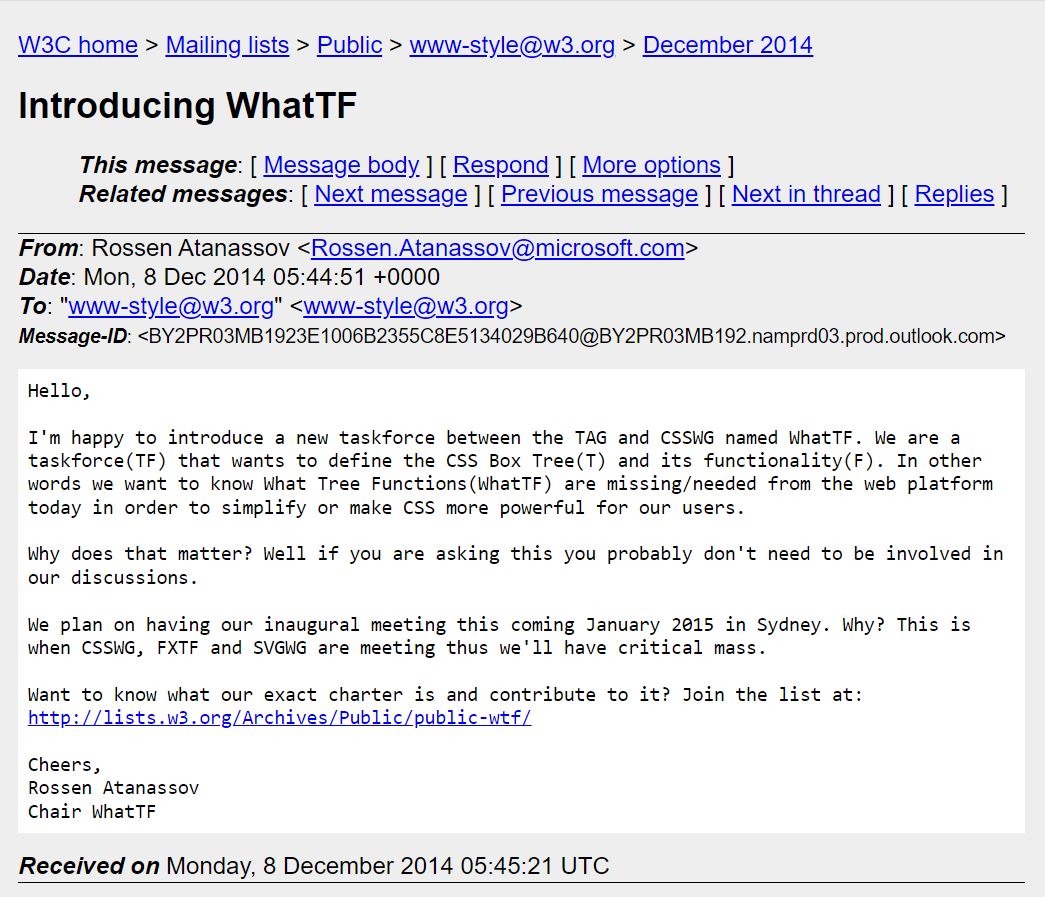 W3C home > Mailing lists > Public > www-style@w3.org > December 2014
Introducing WhatTF
This message: [ Message body ] [ Respond ] [ More options ]
Related messages: [ Next message ] [ Previous message ] [ Next in thread ] [ Replies ]
From: Rossen Atanassov <Rossen.Atanassov@microsoft.com>
Date: Mon, 8 Dec 2014 05:44:51 +0000
To: "www-style@w3.org" <www-style@w3.org>
Message-ID: <BY2PR03MB1923E1006B2355C8E5134029B640@BY2PR03MB192.namprd03.prod.outlook.com>
Hello,
I'm happy to introduce a new taskforce between the TAG and CSSWG named WhatTF. We are a
taskforce(TF) that wants to define the CSS Box Tree(T) and its functionality(F). In other
words we want to know What Tree Functions(WhatTF) are missing/needed from the web platform
today in order to simplify or make CSS more powerful for our users.
Why does that matter? Well if you are asking this you probably don't need to be involved in
our discussions.
We plan on having our inaugural meeting this coming January 2015 in Sydney. Why? This is
when CSSWG, FXTF and SVGWG are meeting thus we'll have critical mass.
Want to know what our exact charter is and contribute to it? Join the list at:
http://lists.w3.org/Archives/Public/public-wtf/
Cheers,
Rossen Atanassov
Chair WhatTF
Received on Monday, 8 December 2014 05:45:21 UTC